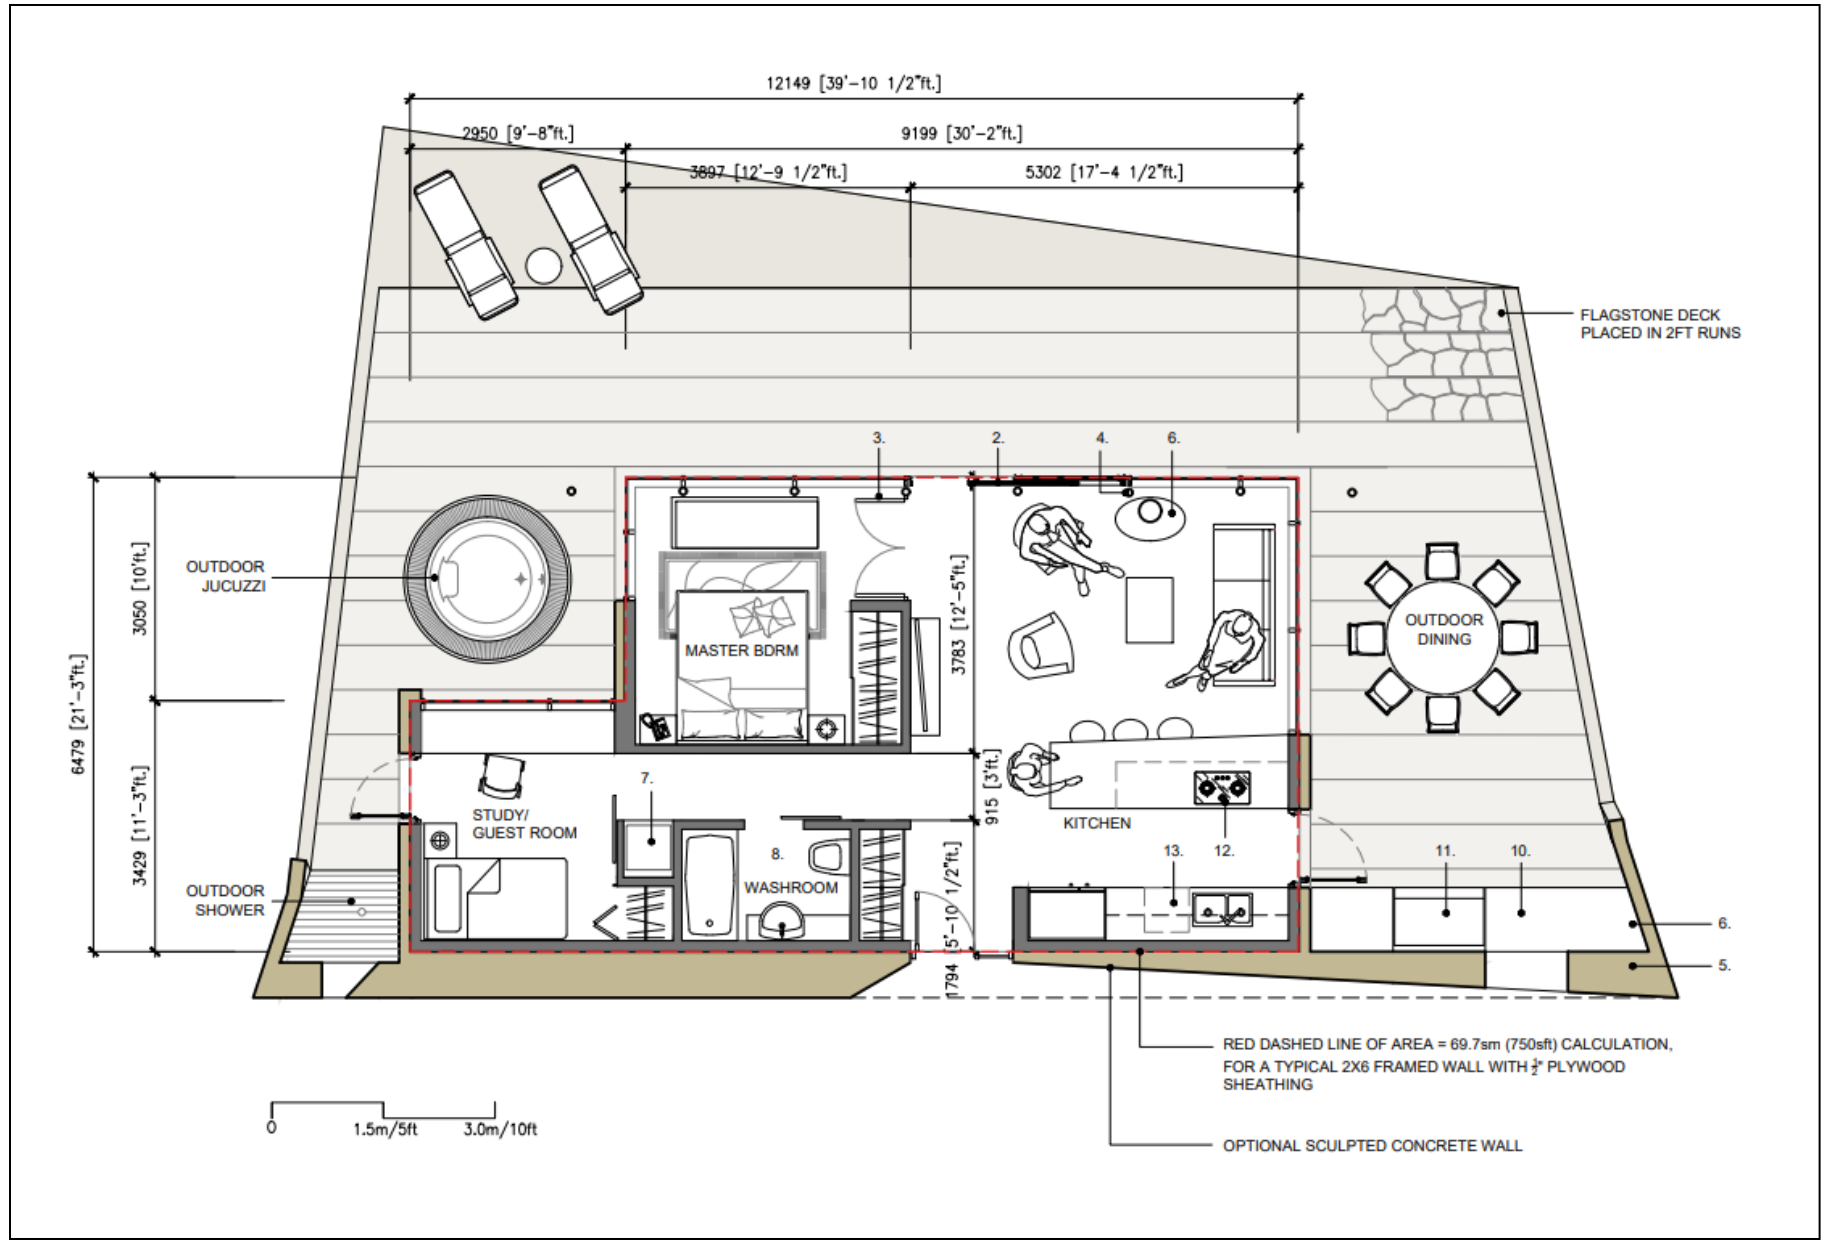 12149 [39'-10 1/2"ft.]
2950 [9'-8"ft.]
9199 [30'-2"ft.]
3897 [12'-9 1/2"ft.]
5302 [17'-4 1/2"ft.]
FLAGSTONE DECK
PLACED IN 2FT RUNS
3.
2.
4.
6.
6479 [21'-3"ft.]
3050 [10'ft.]
3429 [11'-3"ft.]
OUTDOOR
JUCUZZI
MASTER BDRM
3783 [12'-5"ft.]
OUTDOOR
DINING
915 [3'ft.]
7.
STUDY/
GUEST ROOM
KITCHEN
8.
WASHROOM
1794 [5'-10 1/2"ft.]
13.
12.
11.
10.
OUTDOOR
SHOWER
6.
5.
RED DASHED LINE OF AREA = 69.7sm (750sft) CALCULATION,
FOR A TYPICAL 2X6 FRAMED WALL WITH ½" PLYWOOD
SHEATHING
0
1.5m/5ft
3.0m/10ft
OPTIONAL SCULPTED CONCRETE WALL